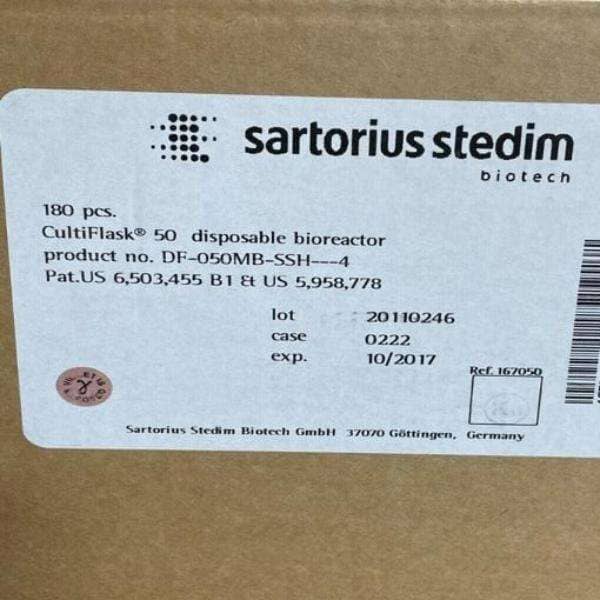 sartorius stedim
biotech
180 pcs.
CultiFlask® 50 disposable bioreactor
product no. DF-050MB-SSH---4
Pat.US 6,503,455 B1 & US 5,958,778
lot 20110246
case 0222
exp. 10/2017
Ref. 167050
γ
Sartorius Stedim Biotech GmbH 37070 Göttingen, Germany